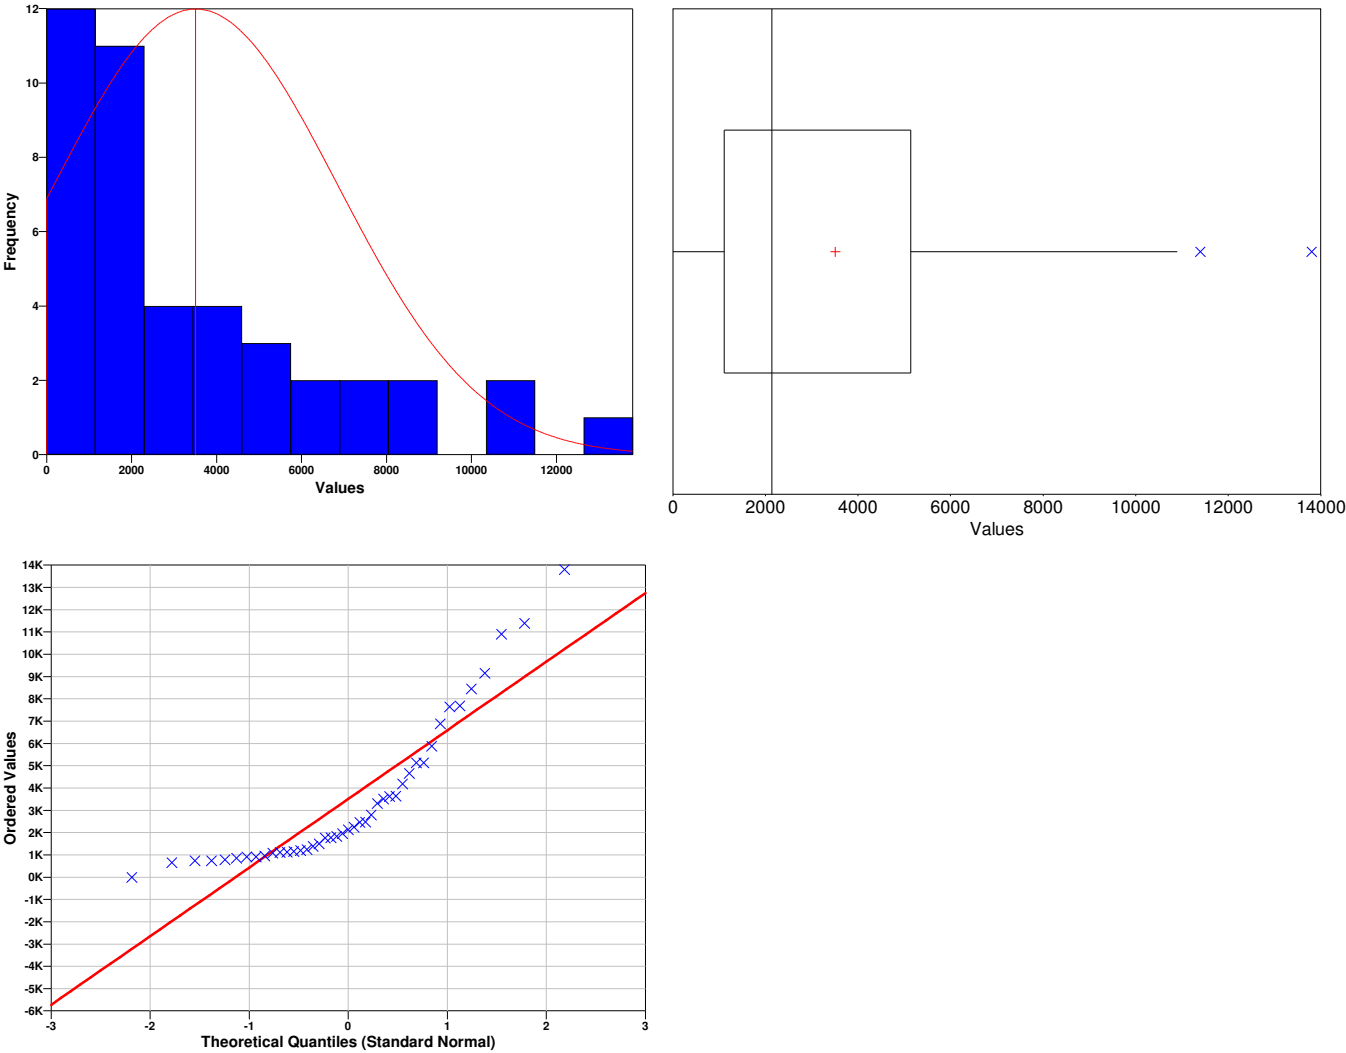 12
10
8
6
4
2
0
Frequency
0 2000 4000 6000 8000 10000 12000
Values
0 2000 4000 6000 8000 10000 12000 14000
Values
14K
13K
12K
11K
10K
9K
8K
7K
6K
5K
4K
3K
2K
1K
0K
-1K
-2K
-3K
-4K
-5K
-6K
Ordered Values
-3 -2 -1 0 1 2 3
Theoretical Quantiles (Standard Normal)